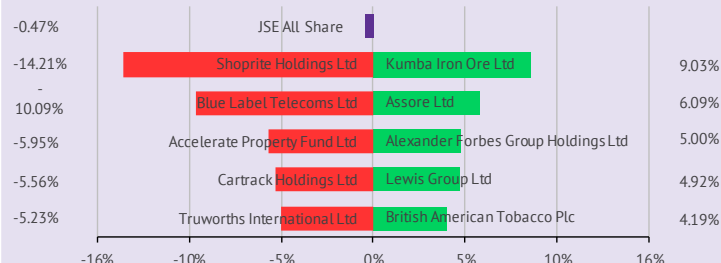 -0.47% JSE All Share
-14.21% Shoprite Holdings Ltd Kumba Iron Ore Ltd 9.03%
-
10.09% Blue Label Telecoms Ltd Assore Ltd 6.09%
-5.95% Accelerate Property Fund Ltd Alexander Forbes Group Holdings Ltd 5.00%
-5.56% Cartrack Holdings Ltd Lewis Group Ltd 4.92%
-5.23% Truworths International Ltd British American Tobacco Plc 4.19%
-16% -10% -5% 0% 5% 10% 16%